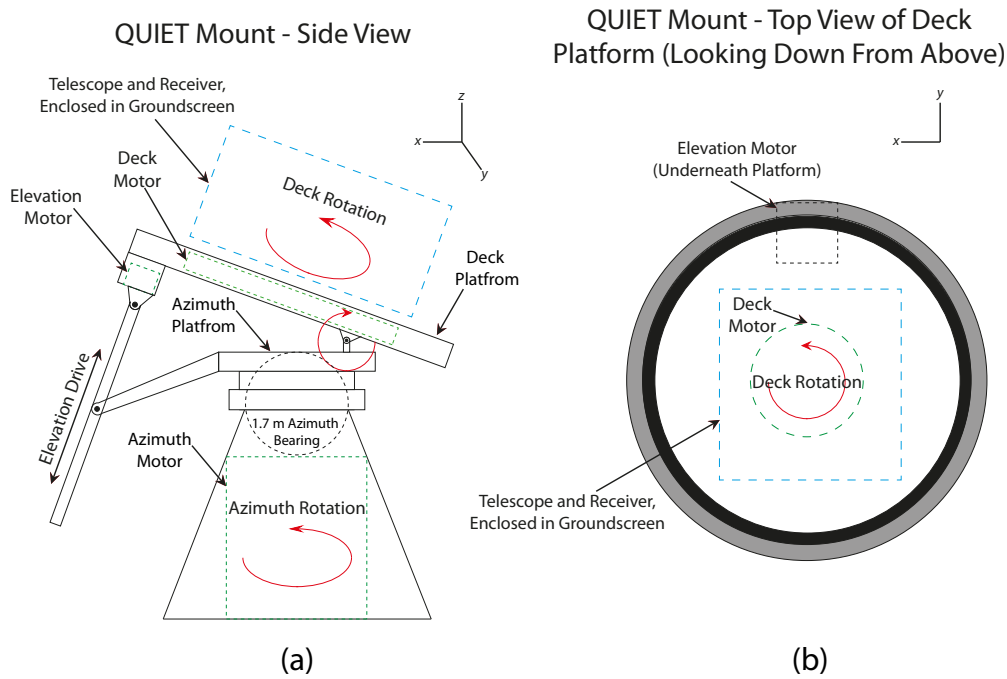 QUIET Mount - Side View
Telescope and Receiver,
Enclosed in Groundscreen
Deck
Motor
Elevation
Motor
Deck Rotation
z
x
y
Deck
Platfrom
Azimuth
Platfrom
Elevation Drive
1.7 m Azimuth
Bearing
Azimuth
Motor
Azimuth Rotation
(a)
QUIET Mount - Top View of Deck
Platform (Looking Down From Above)
y
x
Elevation Motor
(Underneath Platform)
Deck
Motor
Deck Rotation
Telescope and Receiver,
Enclosed in Groundscreen
(b)